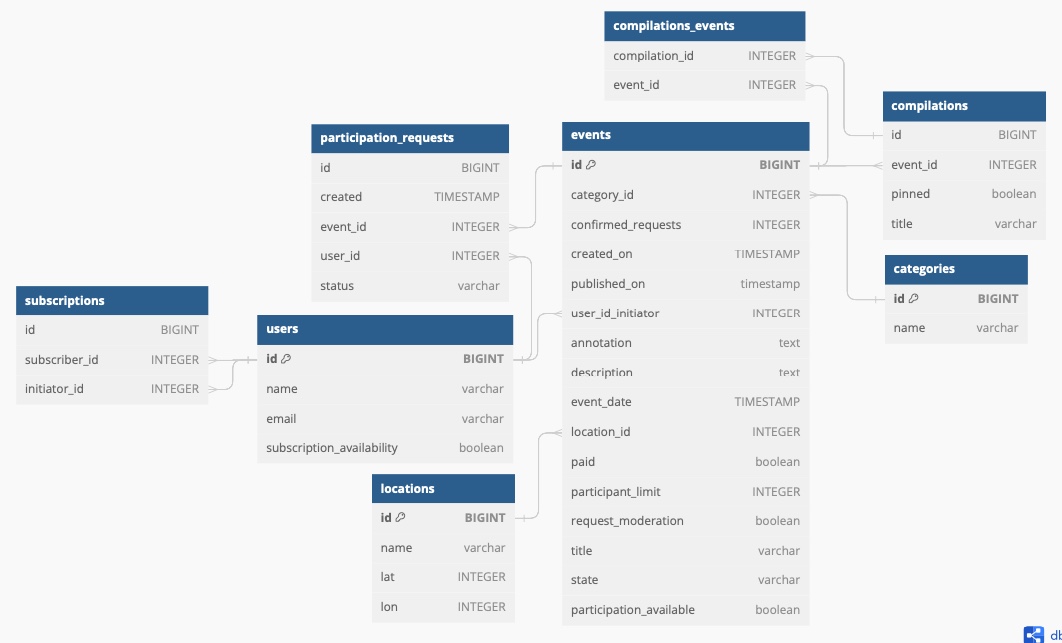 compilations_events
compilation_id INTEGER
event_id INTEGER
compilations
id BIGINT
event_id INTEGER
pinned boolean
title varchar
participation_requests
id BIGINT
created TIMESTAMP
event_id INTEGER
user_id INTEGER
status varchar
events
id BIGINT
category_id INTEGER
confirmed_requests INTEGER
created_on TIMESTAMP
published_on timestamp
user_id_initiator INTEGER
annotation text
description text
event_date TIMESTAMP
location_id INTEGER
paid boolean
participant_limit INTEGER
request_moderation boolean
title varchar
state varchar
participation_available boolean
categories
id BIGINT
name varchar
subscriptions
id BIGINT
subscriber_id INTEGER
initiator_id INTEGER
users
id BIGINT
name varchar
email varchar
subscription_availability boolean
locations
id BIGINT
name varchar
lat INTEGER
lon INTEGER